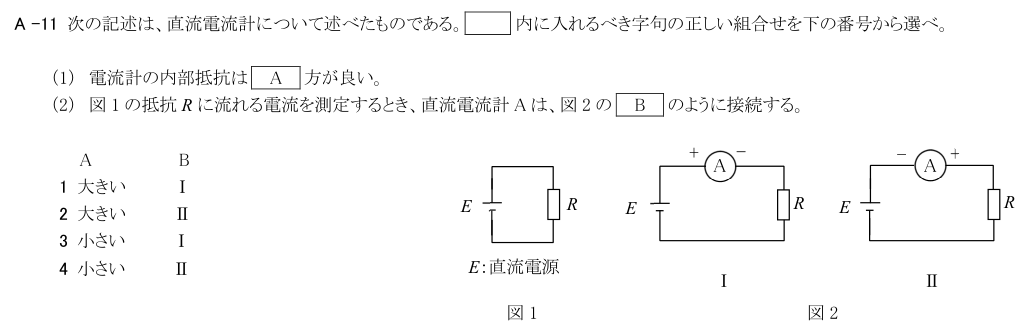 A－11 次の記述は、直流電流計について述べたものである。 内に入れるべき字句の正しい組合せを下の番号から選べ。
(1) 電流計の内部抵抗は A 方が良い。
(2) 図1の抵抗Rに流れる電流を測定するとき、直流電流計Aは、図2の B のように接続する。
A B
1 大きい Ⅰ
2 大きい Ⅱ
3 小さい Ⅰ
4 小さい Ⅱ
E R
E:直流電源
図1
+ A −
E R
Ⅰ
− A +
E R
Ⅱ
図2